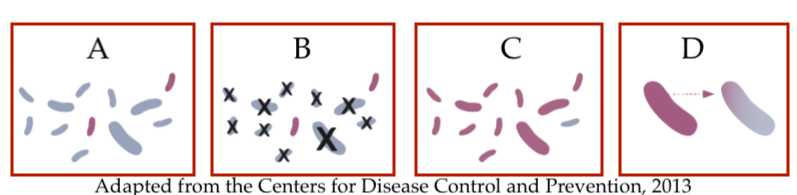 A B C D
X X X X X X X X X X
Adapted from the Centers for Disease Control and Prevention, 2013